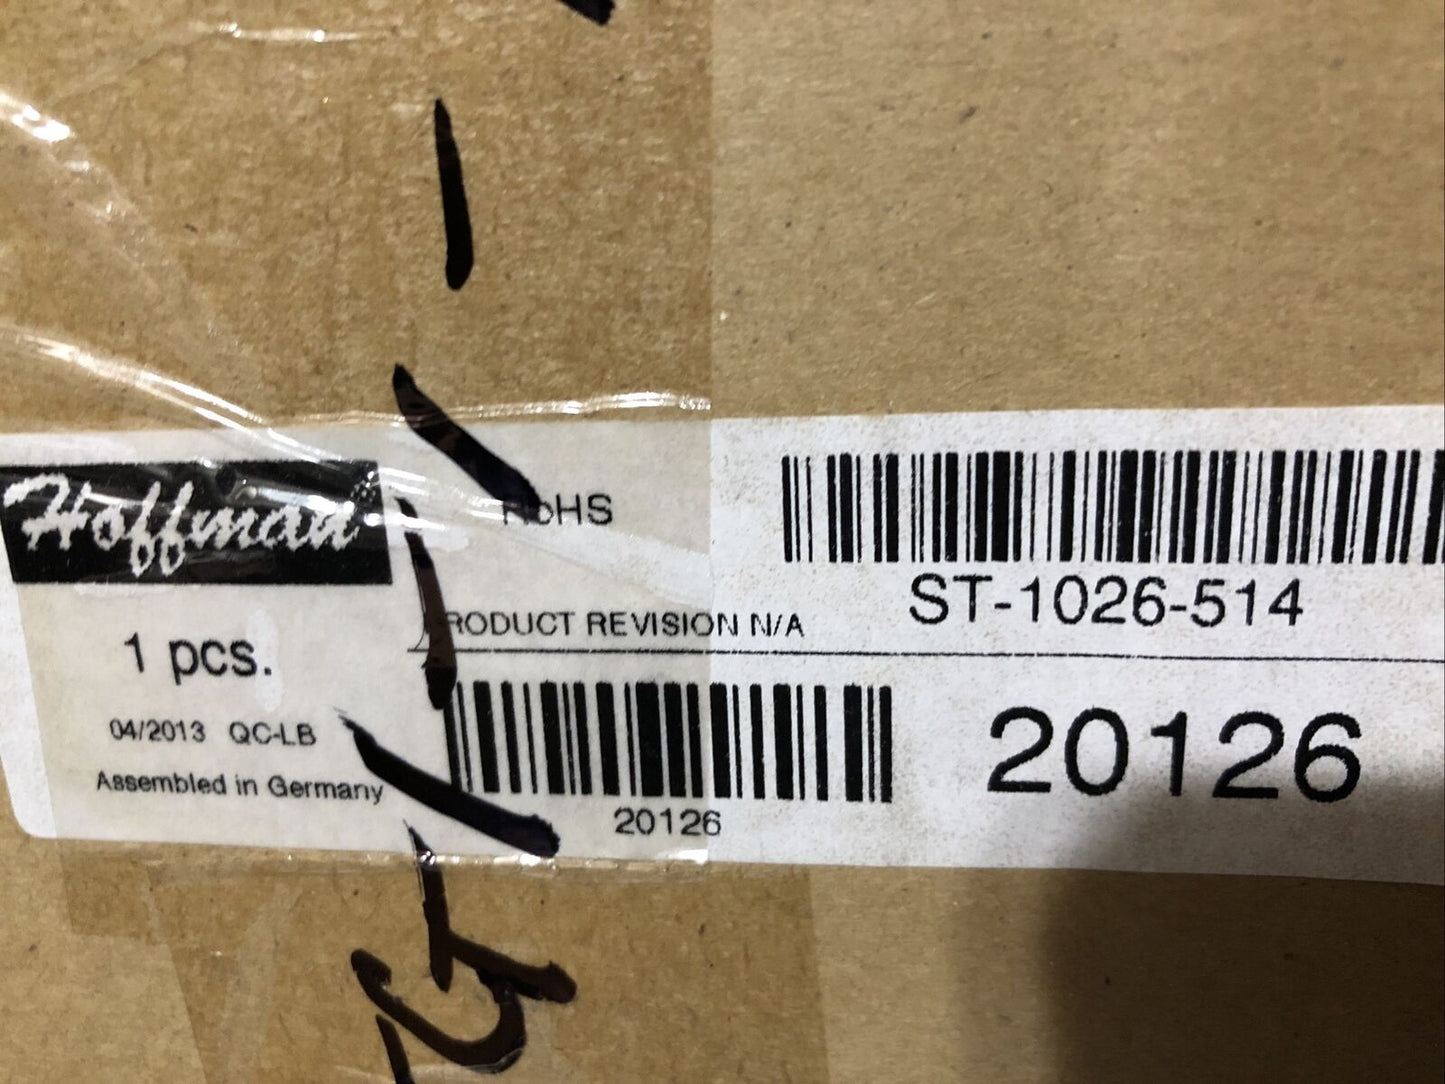 Hoffman
RoHS
ST-1026-514
PRODUCT REVISION N/A
1 pcs.
04/2013 QC-LB
Assembled in Germany
20126
20126